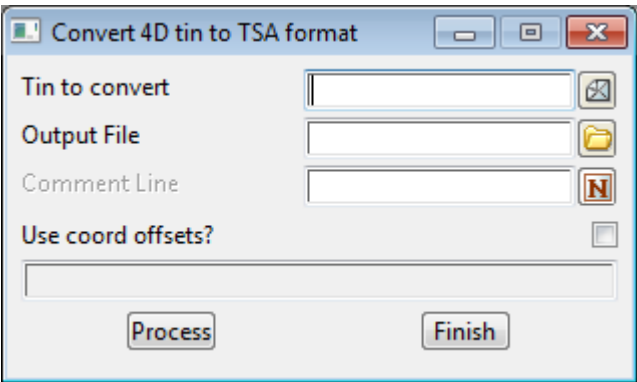 Convert 4D tin to TSA format
Tin to convert
Output File
Comment Line
N
Use coord offsets?
Process Finish